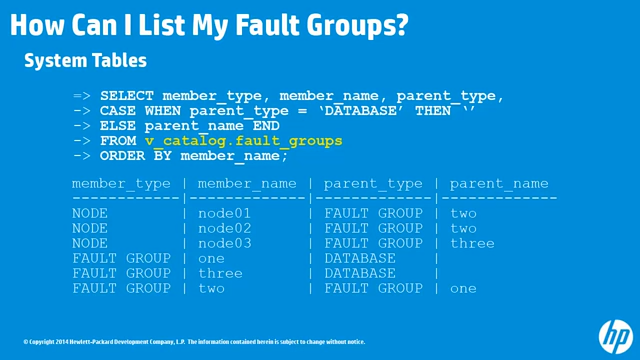 How Can I List My Fault Groups?
System Tables
=> SELECT member_type, member_name, parent_type,
-> CASE WHEN parent_type = ‘DATABASE’ THEN ‘’
-> ELSE parent_name END
-> FROM v_catalog.fault_groups
-> ORDER BY member_name;
member_type | member_name | parent_type | parent_name
------------|-------------|-------------|-------------
NODE | node01 | FAULT GROUP | two
NODE | node02 | FAULT GROUP | two
NODE | node03 | FAULT GROUP | three
FAULT GROUP | one | DATABASE |
FAULT GROUP | three | DATABASE |
FAULT GROUP | two | FAULT GROUP | one
© Copyright 2014 Hewlett-Packard Development Company, L.P. The information contained herein is subject to change without notice.
hp